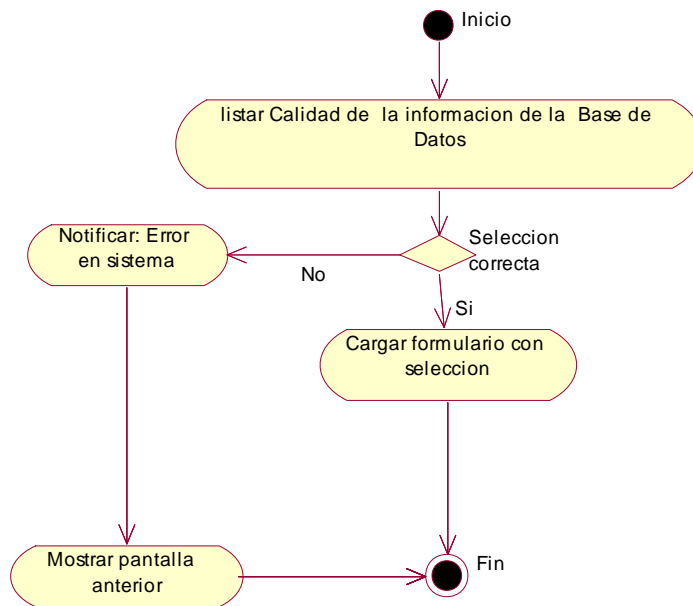 Inicio
listar Calidad de la informacion de la Base de
Datos
Seleccion
correcta
Notificar: Error
en sistema
No
Si
Cargar formulario con
seleccion
Mostrar pantalla
anterior
Fin